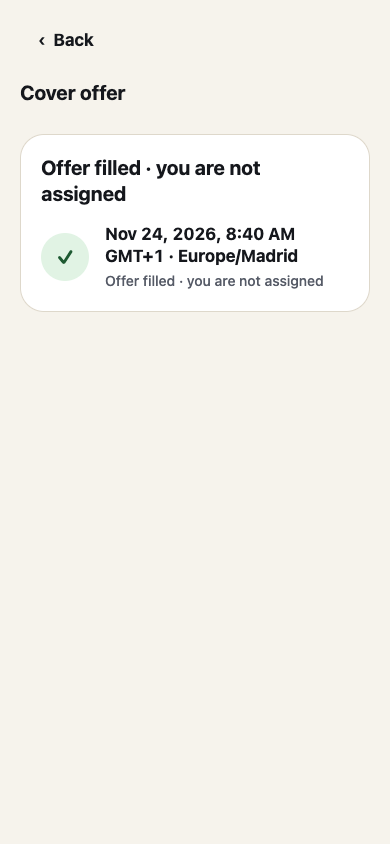 ‹ Back
Cover offer
Offer filled · you are not
assigned
Nov 24, 2026, 8:40 AM
GMT+1 · Europe/Madrid
Offer filled · you are not assigned